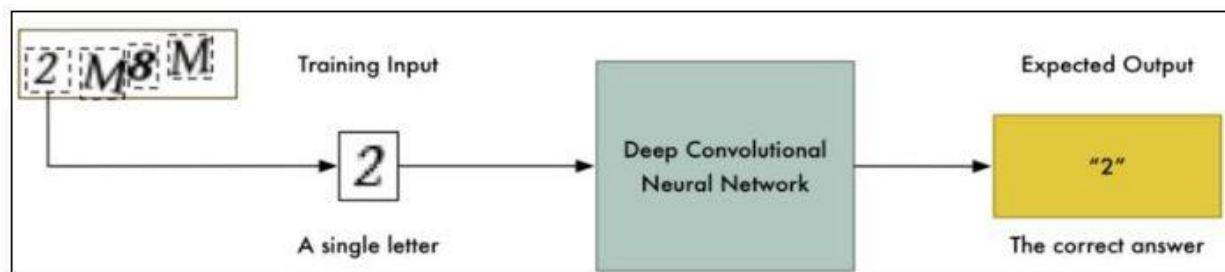 2 M 8 M
Training Input
Expected Output
2
Deep Convolutional
Neural Network
“2”
A single letter
The correct answer